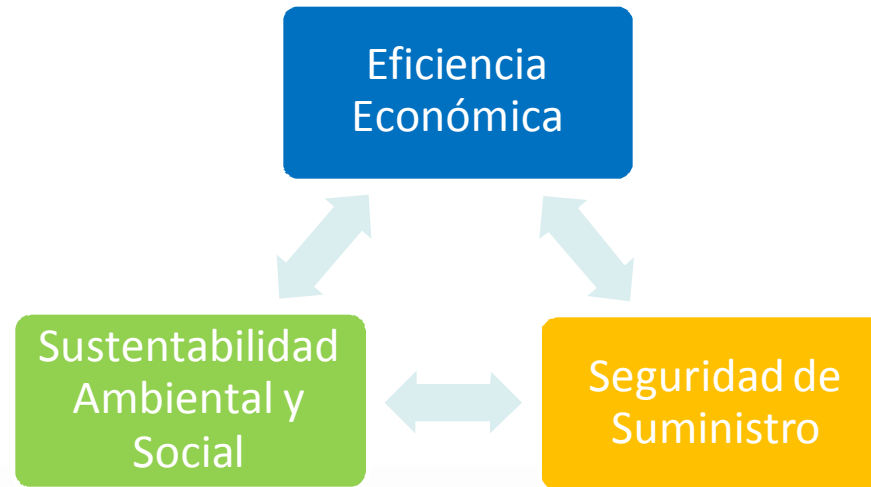 Eficiencia
Económica
Sustentabilidad
Ambiental y
Social
Seguridad de
Suministro